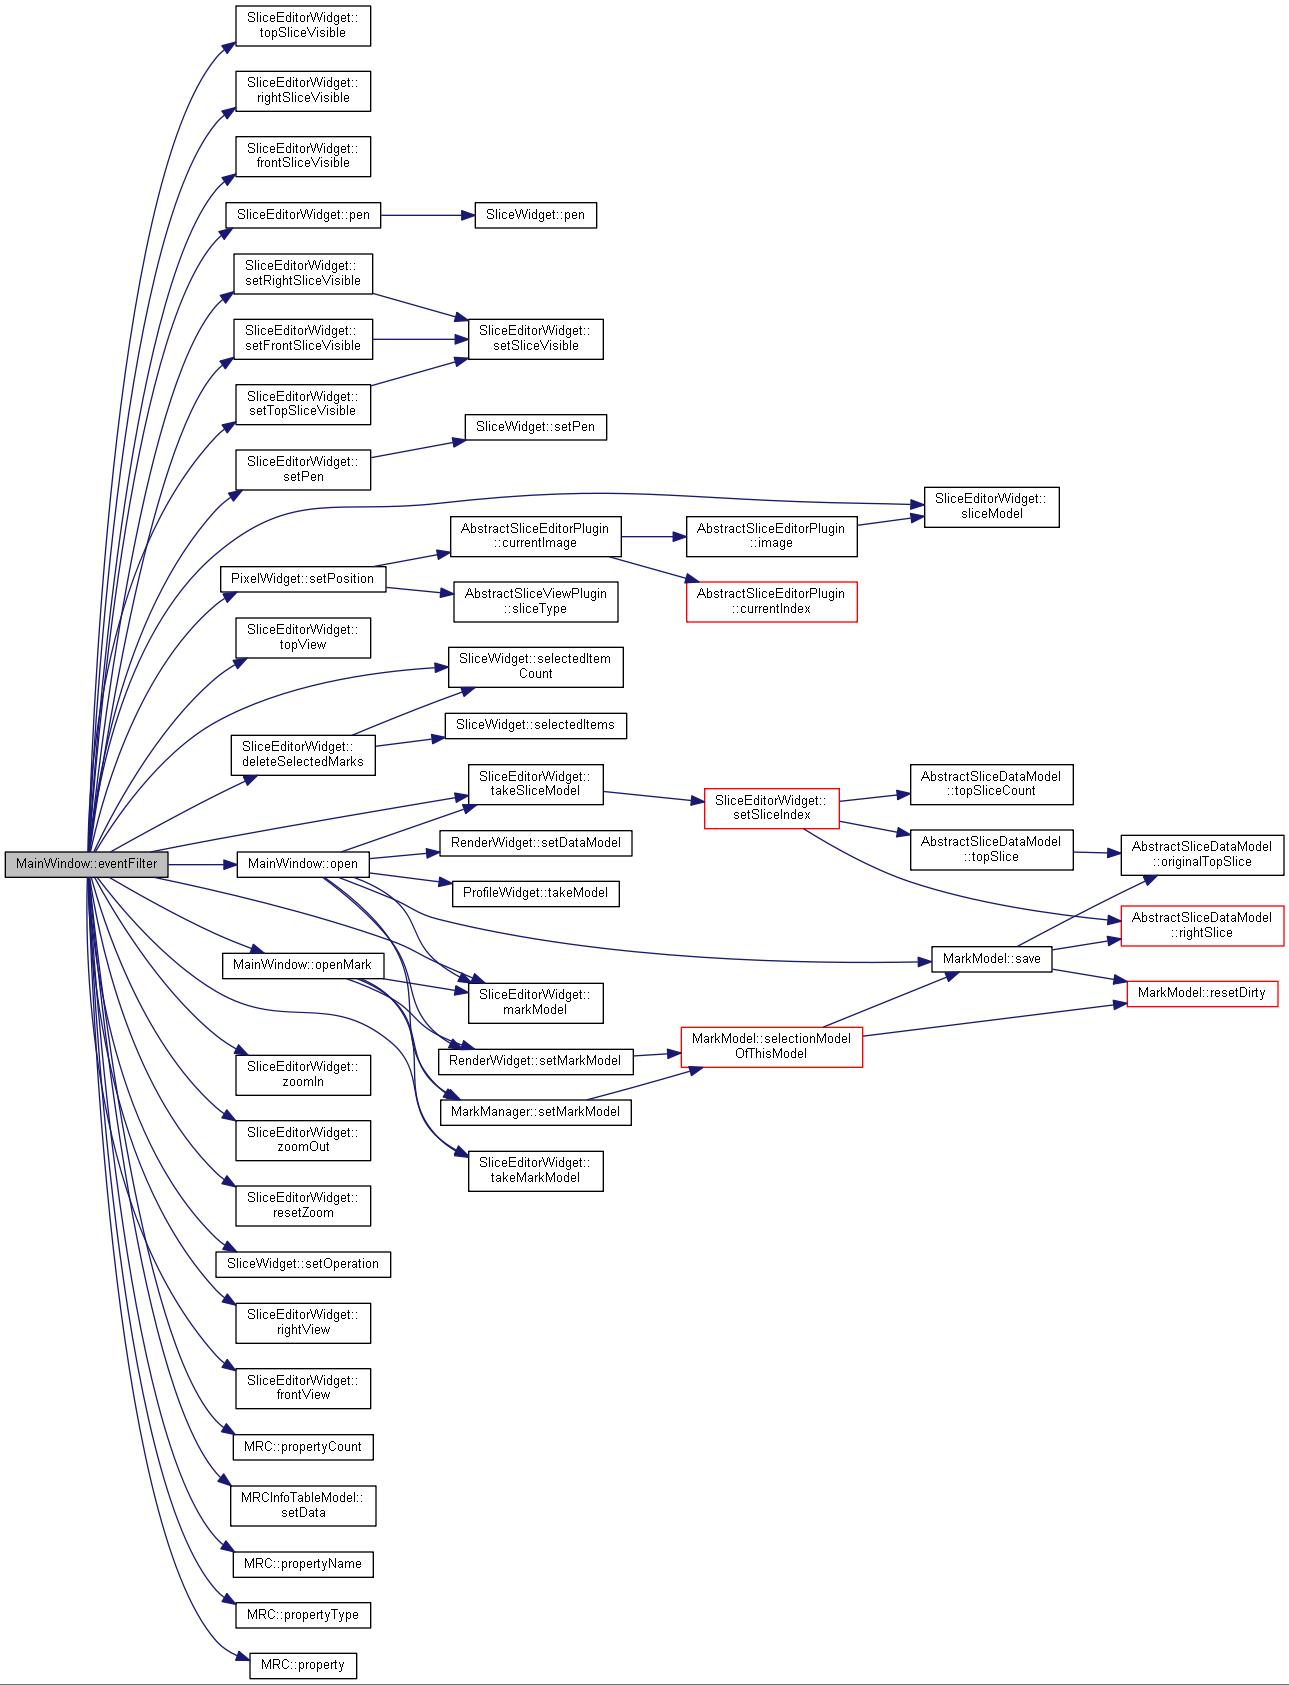 SliceEditorWidget::
topSliceVisible
SliceEditorWidget::
rightSliceVisible
SliceEditorWidget::
frontSliceVisible
SliceEditorWidget::pen
SliceWidget::pen
SliceEditorWidget::
setRightSliceVisible
SliceEditorWidget::
setFrontSliceVisible
SliceEditorWidget::
setSliceVisible
SliceEditorWidget::
setTopSliceVisible
SliceWidget::setPen
SliceEditorWidget::
setPen
SliceEditorWidget::
sliceModel
AbstractSliceEditorPlugin
::currentImage
AbstractSliceEditorPlugin
::image
PixelWidget::setPosition
AbstractSliceViewPlugin
::sliceType
AbstractSliceEditorPlugin
::currentIndex
SliceEditorWidget::
topView
SliceWidget::selectedItem
Count
SliceWidget::selectedItems
SliceEditorWidget::
deleteSelectedMarks
SliceEditorWidget::
takeSliceModel
SliceEditorWidget::
setSliceIndex
AbstractSliceDataModel
::topSliceCount
RenderWidget::setDataModel
AbstractSliceDataModel
::topSlice
AbstractSliceDataModel
::originalTopSlice
MainWindow::eventFilter
MainWindow::open
ProfileWidget::takeModel
AbstractSliceDataModel
::rightSlice
MainWindow::openMark
MarkModel::save
SliceEditorWidget::
markModel
MarkModel::resetDirty
RenderWidget::setMarkModel
MarkModel::selectionModel
OfThisModel
SliceEditorWidget::
zoomIn
MarkManager::setMarkModel
SliceEditorWidget::
zoomOut
SliceEditorWidget::
takeMarkModel
SliceEditorWidget::
resetZoom
SliceWidget::setOperation
SliceEditorWidget::
rightView
SliceEditorWidget::
frontView
MRC::propertyCount
MRCInfoTableModel::
setData
MRC::propertyName
MRC::propertyType
MRC::property